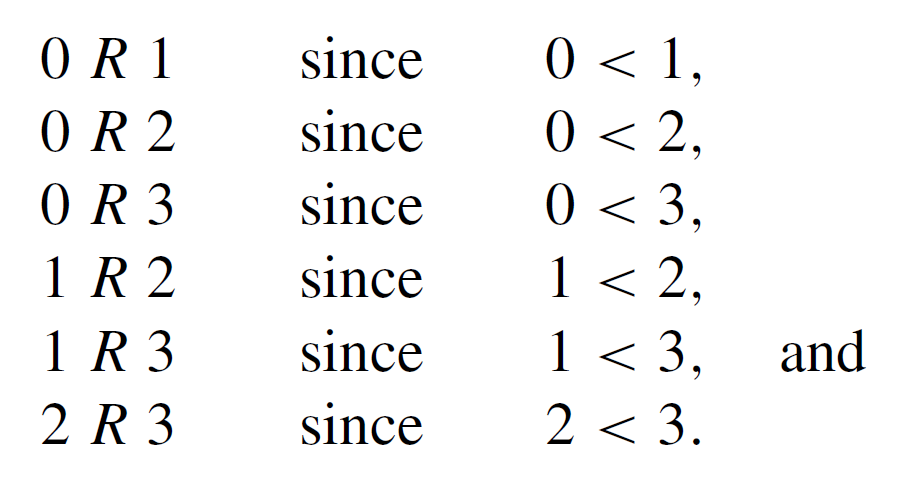 0 R 1 since 0 < 1,
0 R 2 since 0 < 2,
0 R 3 since 0 < 3,
1 R 2 since 1 < 2,
1 R 3 since 1 < 3, and
2 R 3 since 2 < 3.